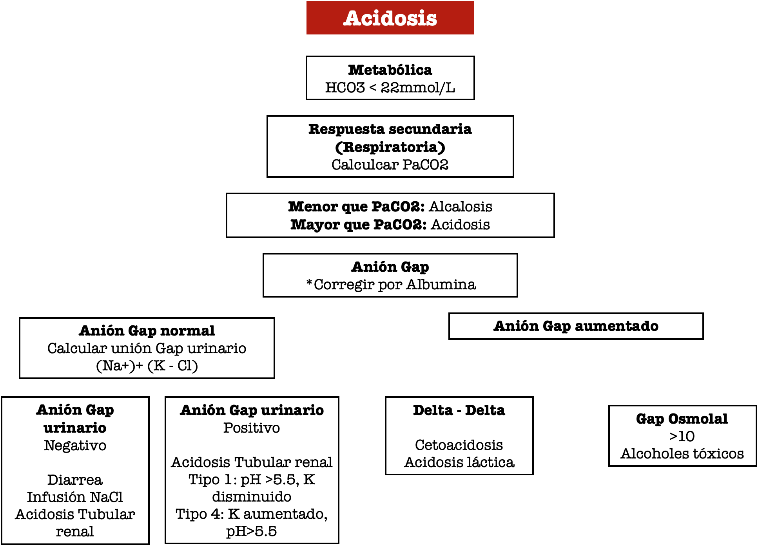 Acidosis
Metabólica
HCO3 < 22mmol/L
Respuesta secundaria
(Respiratoria)
Calculcar PaCO2
Menor que PaCO2: Alcalosis
Mayor que PaCO2: Acidosis
Anión Gap
*Corregir por Albumina
Anión Gap normal
Calcular unión Gap urinario
(Na+)+ (K - Cl)
Anión Gap aumentado
Anión Gap
urinario
Negativo
Diarrea
Infusión NaCl
Acidosis Tubular
renal
Anión Gap urinario
Positivo
Acidosis Tubular renal
Tipo 1: pH >5.5, K
disminuido
Tipo 4: K aumentado,
pH>5.5
Delta - Delta
Cetoacidosis
Acidosis láctica
Gap Osmolal
>10
Alcoholes tóxicos